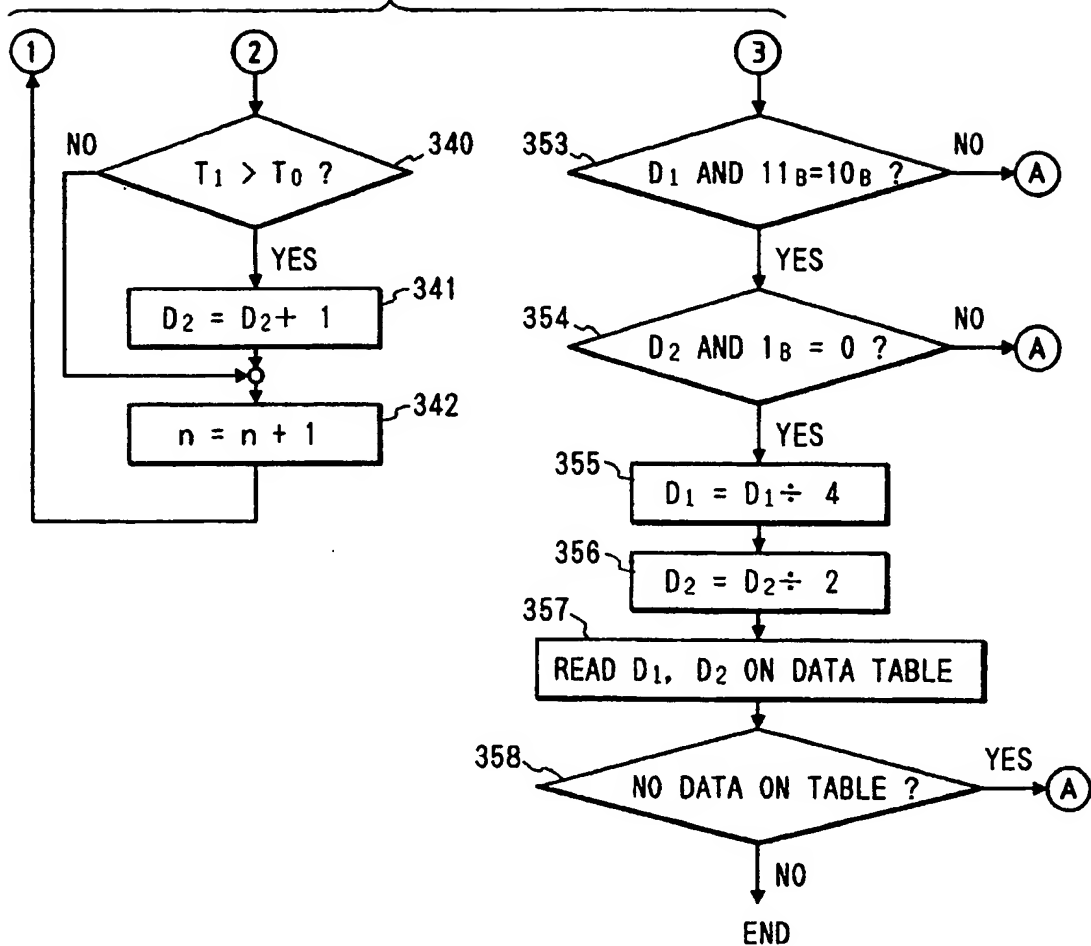 1
2
3
NO
T1 > T0 ?
340
YES
341
D2 = D2 + 1
342
n = n + 1
353
D1 AND 11B=10B ?
NO
A
YES
354
D2 AND 1B = 0 ?
NO
A
YES
355
D1 = D1 ÷ 4
356
D2 = D2 ÷ 2
357
READ D1, D2 ON DATA TABLE
358
NO DATA ON TABLE ?
YES
A
NO
END